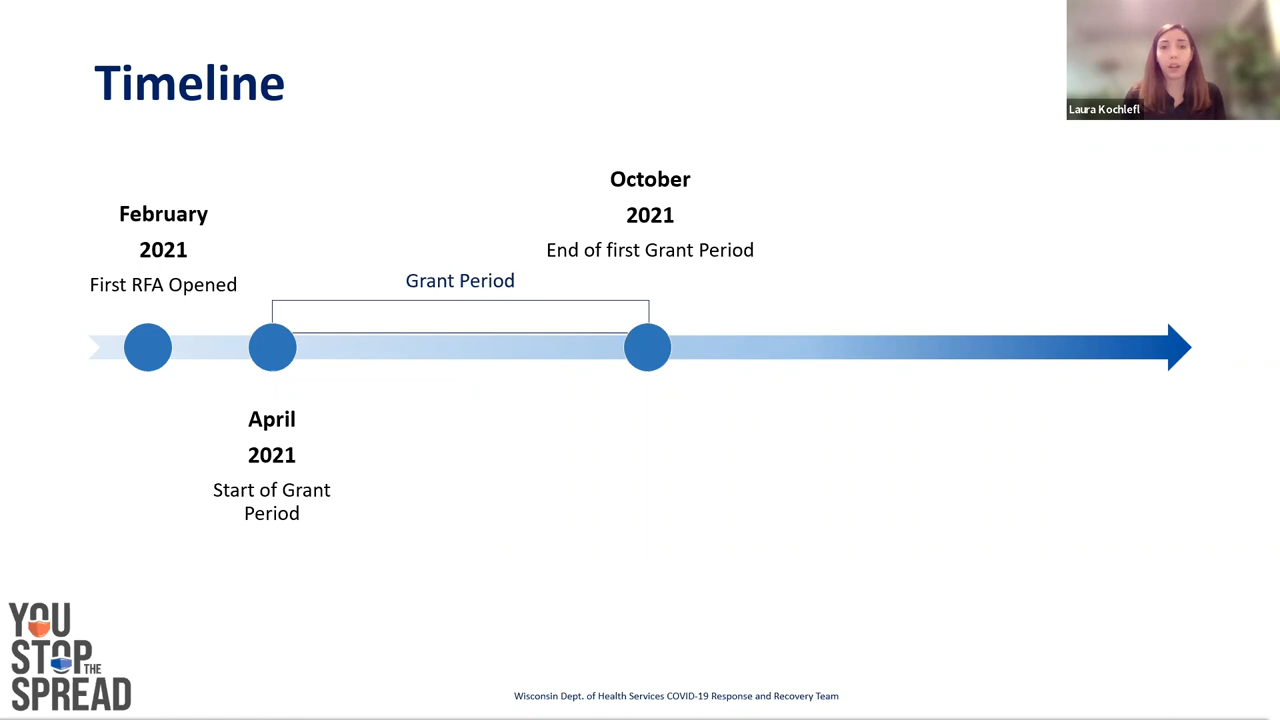 Timeline
Laura Kochlefl
February
2021
First RFA Opened
October
2021
End of first Grant Period
Grant Period
April
2021
Start of Grant
Period
YOU
STOP THE
SPREAD
Wisconsin Dept. of Health Services COVID-19 Response and Recovery Team